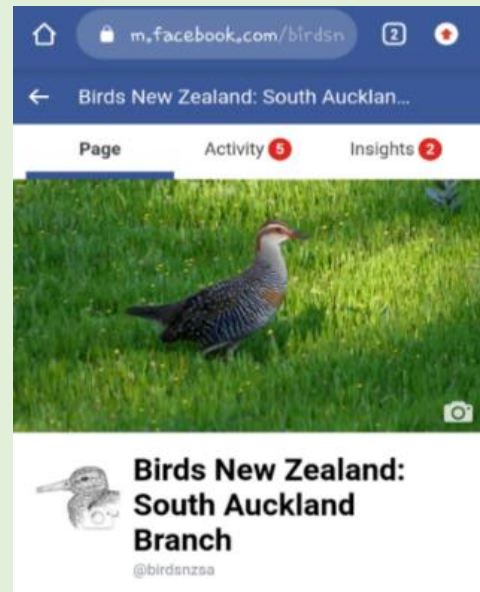 m.facebook.com/birdsn 2
Birds New Zealand: South Aucklan...
Page Activity 5 Insights 2
Birds New Zealand:
South Auckland
Branch
@birdsnzsa